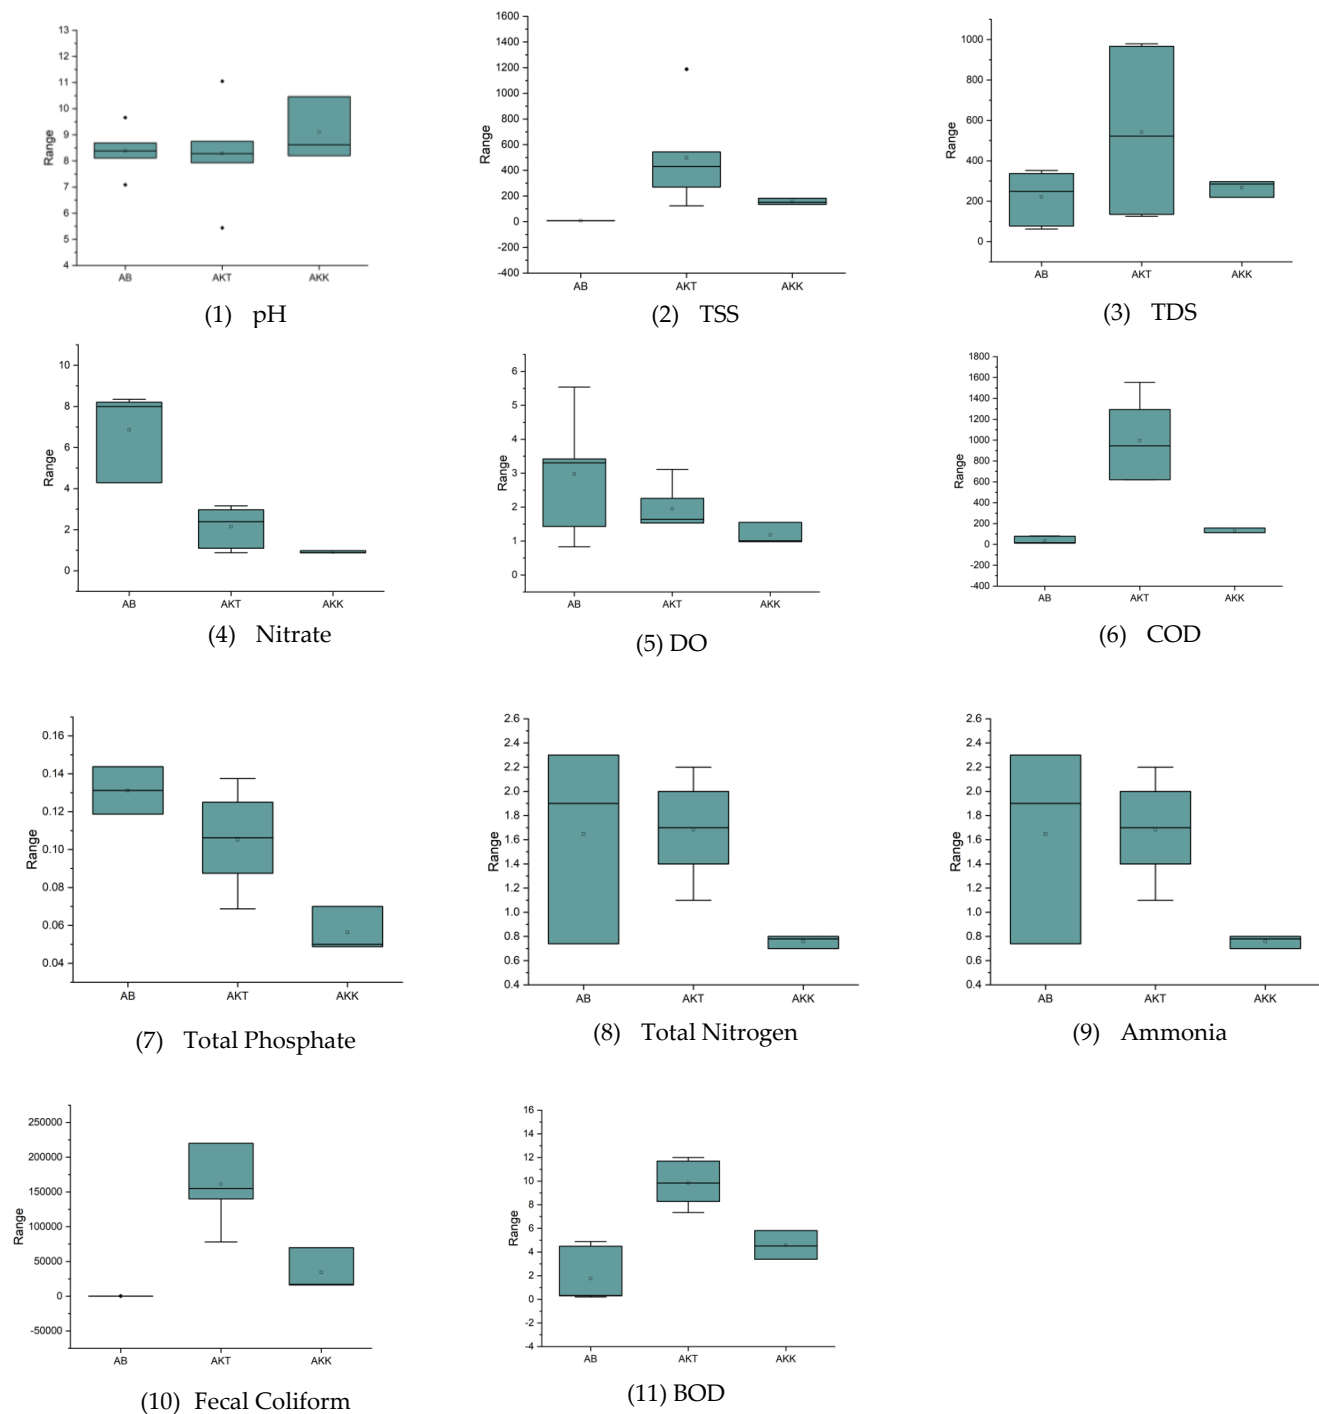 13
12
11
10
9
8
7
6
5
4
Range
AB
AKT
AKK
(1) pH
1600
1400
1200
1000
800
600
400
200
0
-200
-400
Range
AB
AKT
AKK
(2) TSS
1000
800
600
400
200
0
Range
AB
AKT
AKK
(3) TDS
10
8
6
4
2
0
Range
AB
AKT
AKK
(4) Nitrate
6
5
4
3
2
1
0
Range
AB
AKT
AKK
(5) DO
1800
1600
1400
1200
1000
800
600
400
200
0
-200
-400
Range
AB
AKT
AKK
(6) COD
0.16
0.14
0.12
0.10
0.08
0.06
0.04
Range
AB
AKT
AKK
(7) Total Phosphate
2.6
2.4
2.2
2.0
1.8
1.6
1.4
1.2
1.0
0.8
0.6
0.4
Range
AB
AKT
AKK
(8) Total Nitrogen
2.6
2.4
2.2
2.0
1.8
1.6
1.4
1.2
1.0
0.8
0.6
0.4
Range
AB
AKT
AKK
(9) Ammonia
250000
200000
150000
100000
50000
0
-50000
Range
AB
AKT
AKK
(10) Fecal Coliform
16
14
12
10
8
6
4
2
0
-2
-4
Range
AB
AKT
AKK
(11) BOD